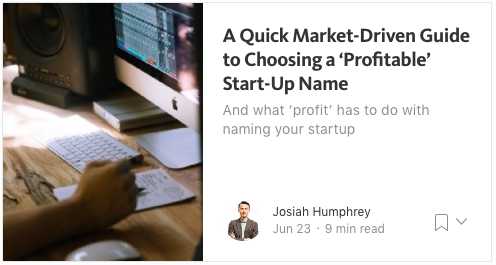 A Quick Market-Driven Guide
to Choosing a ‘Profitable’
Start-Up Name
And what ‘profit’ has to do with
naming your startup
Josiah Humphrey
Jun 23 · 9 min read